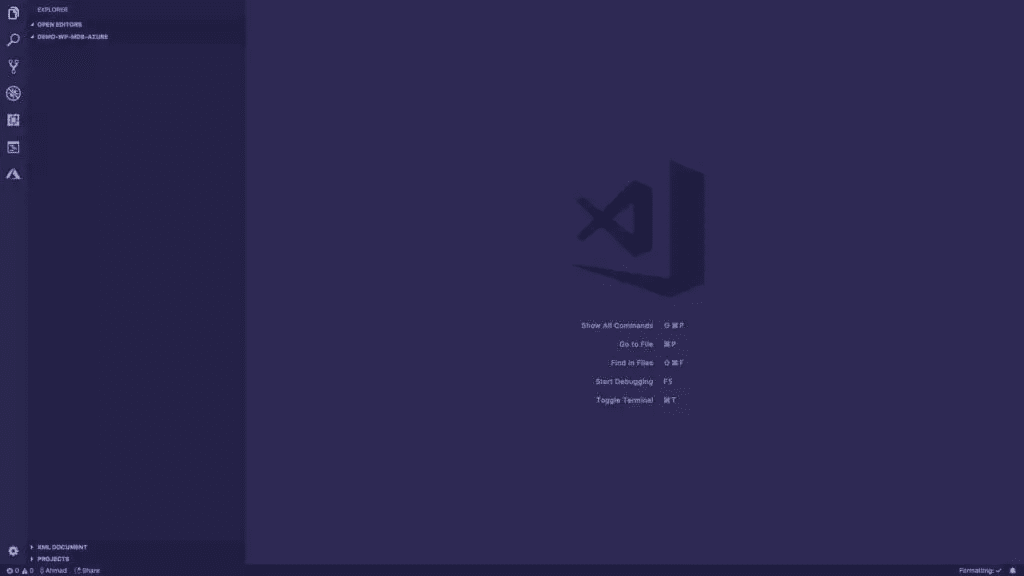 EXPLORER
OPEN EDITORS
DEMO-WP-MDB-AZURE
Show All Commands ⇧⌘P
Go to File ⌘P
Find in Files ⇧⌘F
Start Debugging F5
Toggle Terminal ⌘T
XML DOCUMENT
PROJECTS
0 0 Ahmad Share Formatting: ✓